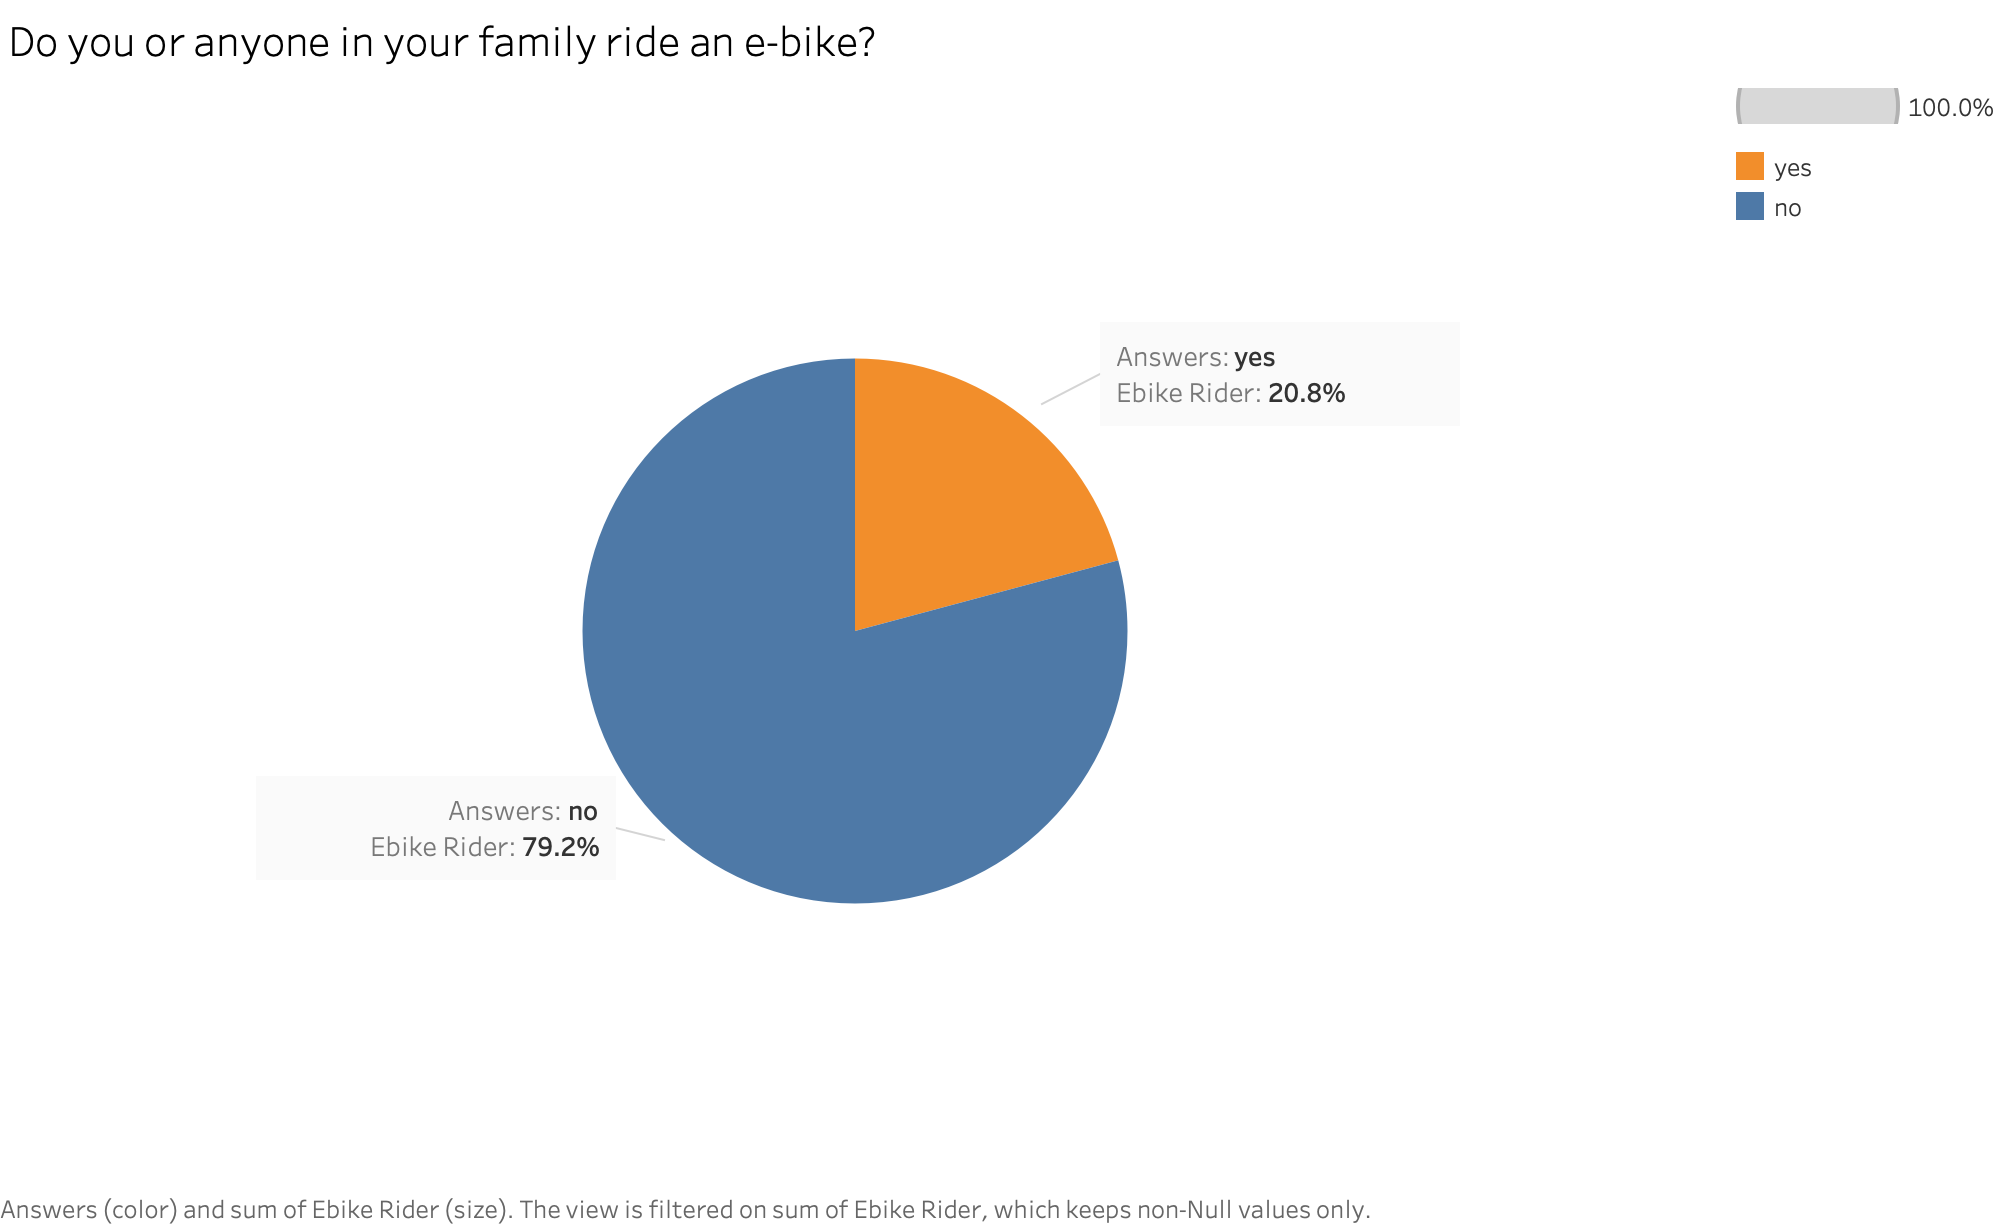 Do you or anyone in your family ride an e-bike?
100.0%
yes
no
Answers: yes
Ebike Rider: 20.8%
Answers: no
Ebike Rider: 79.2%
Answers (color) and sum of Ebike Rider (size). The view is filtered on sum of Ebike Rider, which keeps non-Null values only.